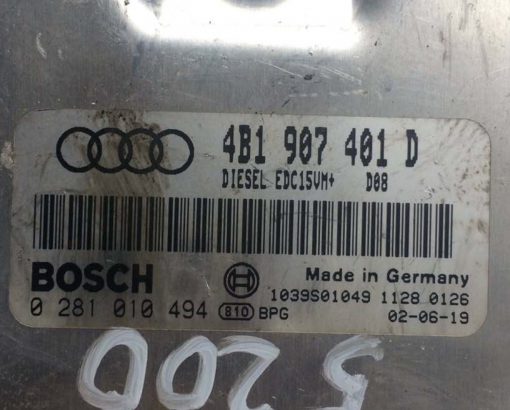 4B1 907 401 D
DIESEL EDC15VM+ D08
BOSCH
Made in Germany
0 281 010 494 810 BPG
1039S01049 1128 0126
02-06-19
5200